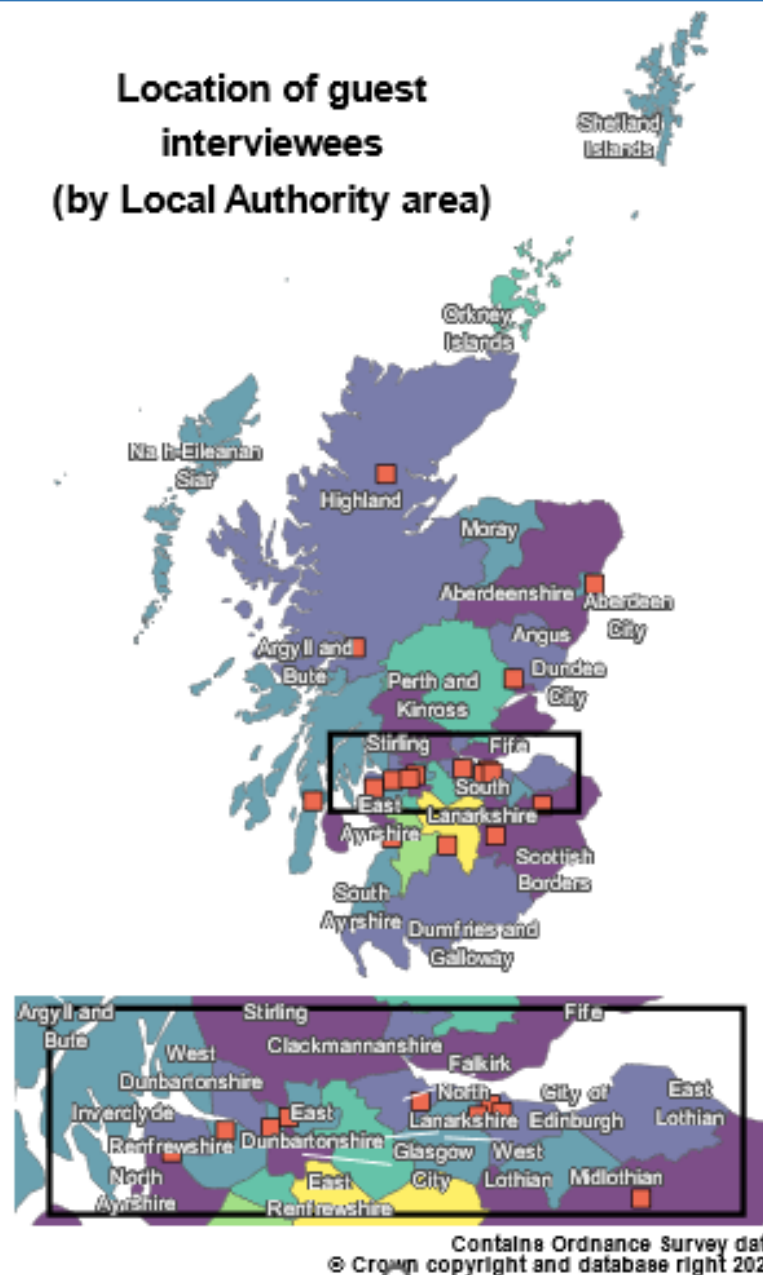 Location of guest
interviewees
(by Local Authority area)
Shetland
Islands
Orkney
Islands
Na h-Eileanan
Siar
Highland
Moray
Aberdeenshire
Aberdeen
City
Angus
Argyll and
Bute
Dundee
City
Perth and
Kinross
Stirling
Fife
South
Lanarkshire
East
Ayrshire
Scottish
Borders
South
Ayrshire
Dumfries and
Galloway
Argyll and
Bute
Stirling
Fife
West
Dunbartonshire
Clackmannanshire
Falkirk
Inverclyde
East
Dunbartonshire
North
Lanarkshire
City of
Edinburgh
East
Lothian
Renfrewshire
North
Ayrshire
East
Renfrewshire
Glasgow
City
West
Lothian
Midlothian
Contains Ordnance Survey dat
© Crown copyright and database right 202